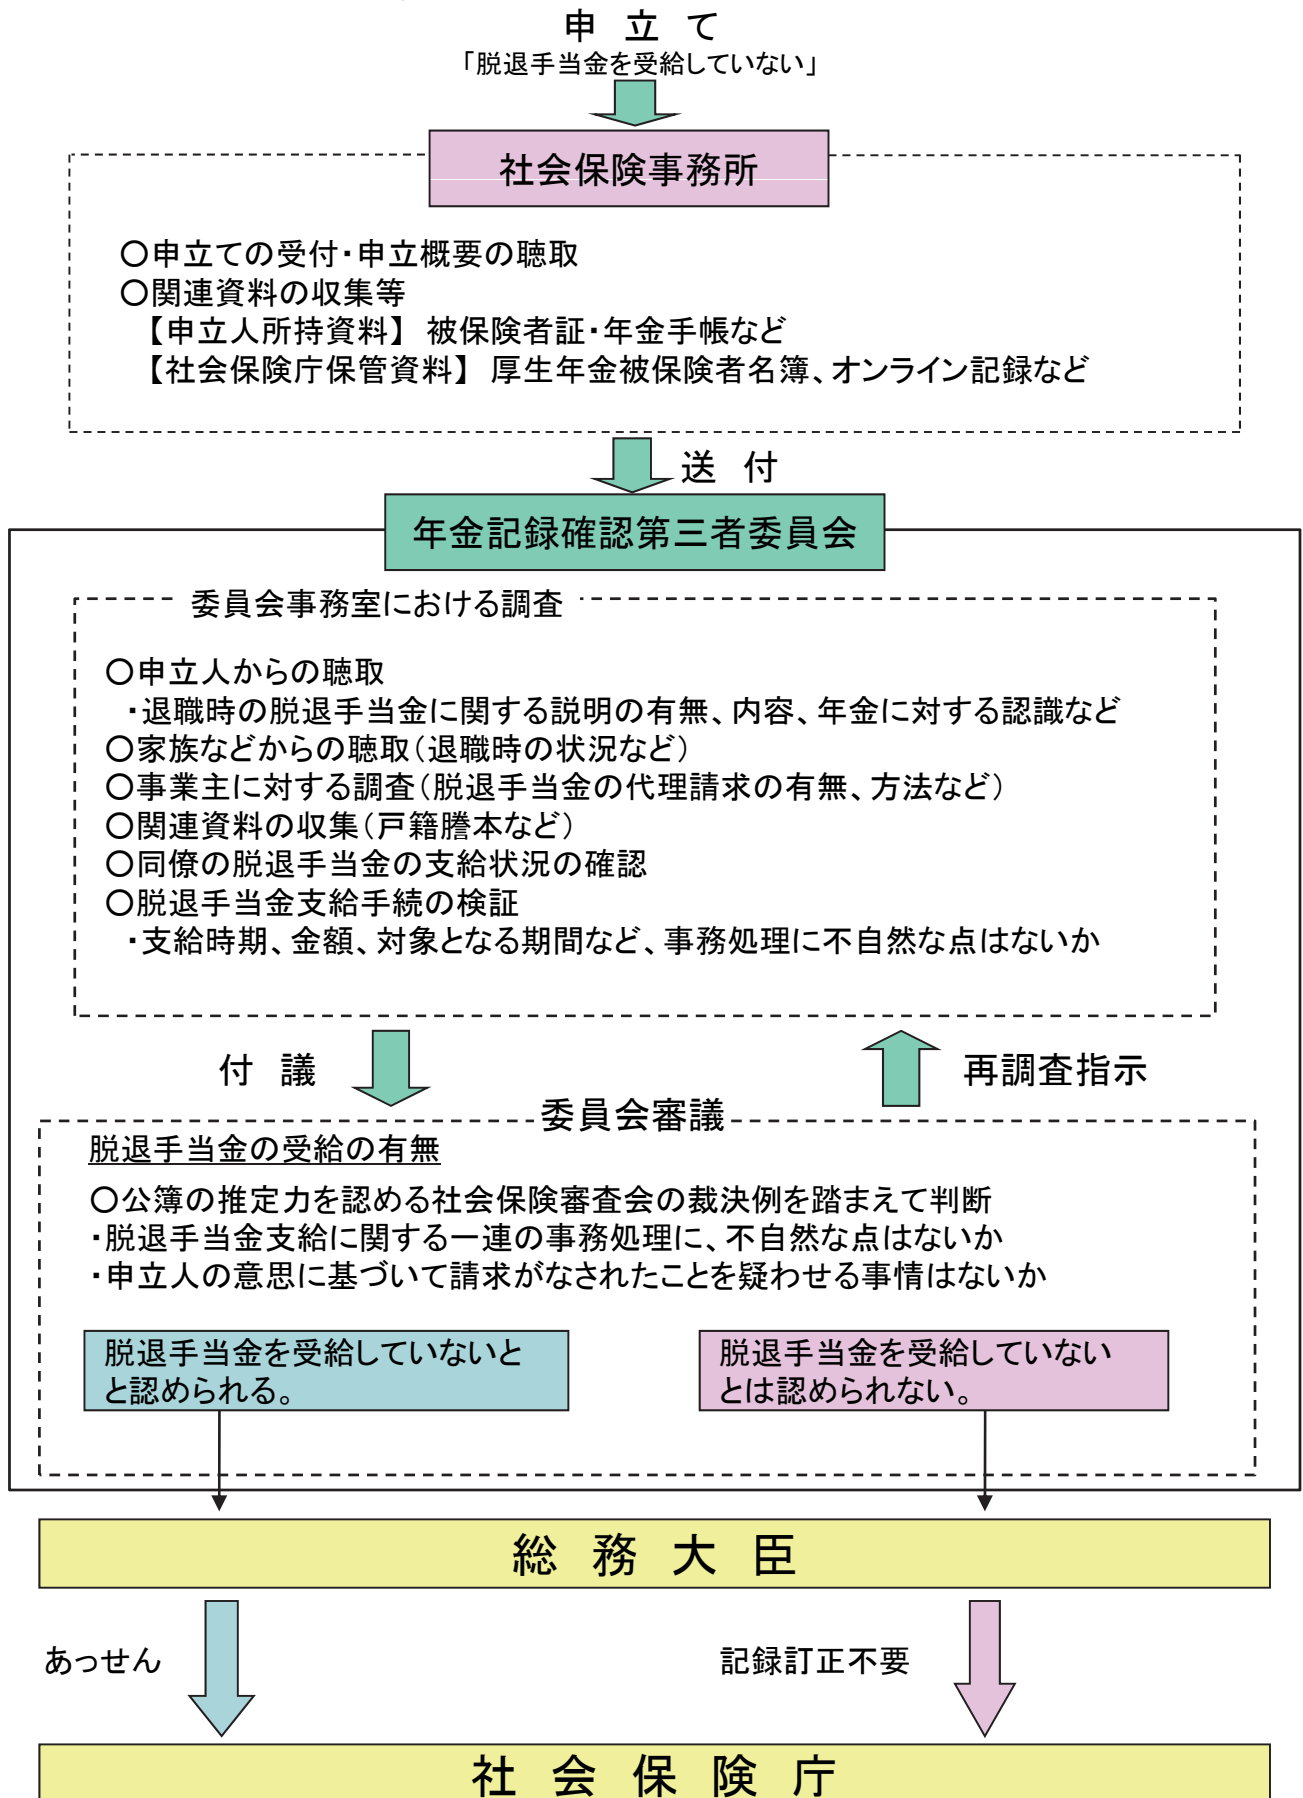 申 立 て
「脱退手当金を受給していない」
社会保険事務所
○申立ての受付・申立概要の聴取
○関連資料の収集等
【申立人所持資料】 被保険者証・年金手帳など
【社会保険庁保管資料】 厚生年金被保険者名簿、オンライン記録など
送 付
年金記録確認第三者委員会
委員会事務室における調査
○申立人からの聴取
・退職時の脱退手当金に関する説明の有無、内容、年金に対する認識など
○家族などからの聴取（退職時の状況など）
○事業主に対する調査（脱退手当金の代理請求の有無、方法など）
○関連資料の収集（戸籍謄本など）
○同僚の脱退手当金の支給状況の確認
○脱退手当金支給手続の検証
・支給時期、金額、対象となる期間など、事務処理に不自然な点はないか
付 議
再調査指示
委員会審議
脱退手当金の受給の有無
○公簿の推定力を認める社会保険審査会の裁決例を踏まえて判断
・脱退手当金支給に関する一連の事務処理に、不自然な点はないか
・申立人の意思に基づいて請求がなされたことを疑わせる事情はないか
脱退手当金を受給していないと
と認められる。
脱退手当金を受給していない
とは認められない。
総 務 大 臣
あっせん
記録訂正不要
社 会 保 険 庁